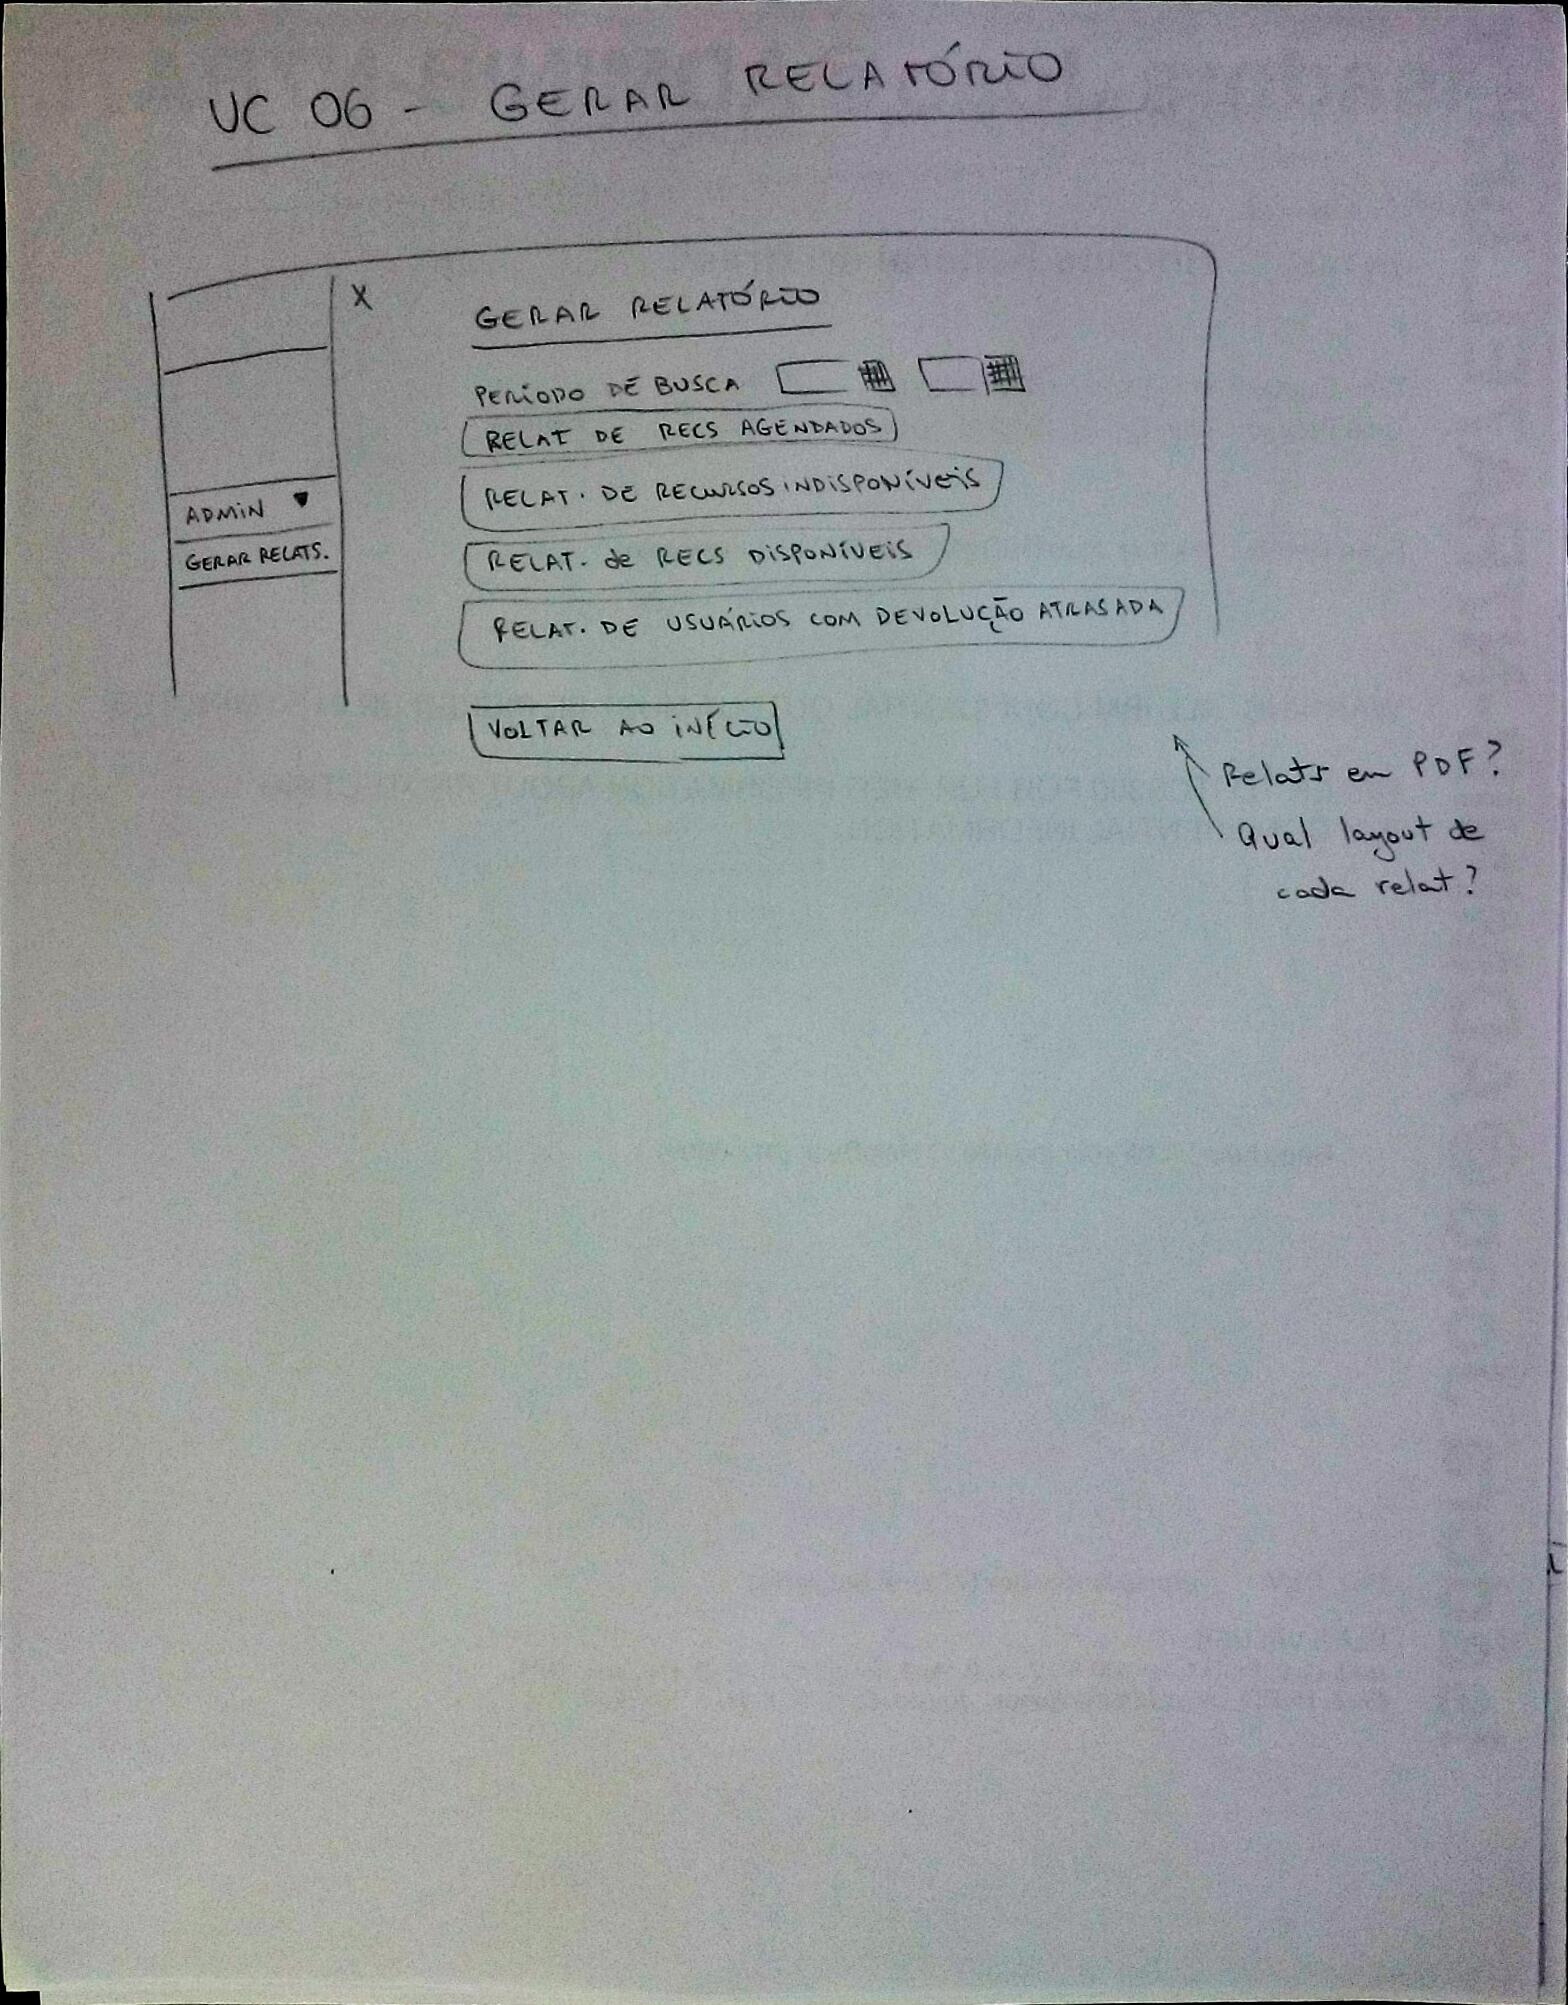 UC 06 - GERAR RELATÓRIO
X
GERAR RELATÓRIO
PERÍODO DE BUSCA
RELAT DE RECS AGENDADOS
RELAT. DE RECURSOS INDISPONÍVEIS
ADMIN ▼
GERAR RELATS.
RELAT. de RECS DISPONÍVEIS
RELAT. DE USUÁRIOS COM DEVOLUÇÃO ATRASADA
VOLTAR AO INÍCIO
Relats em PDF?
Qual layout de
cada relat?